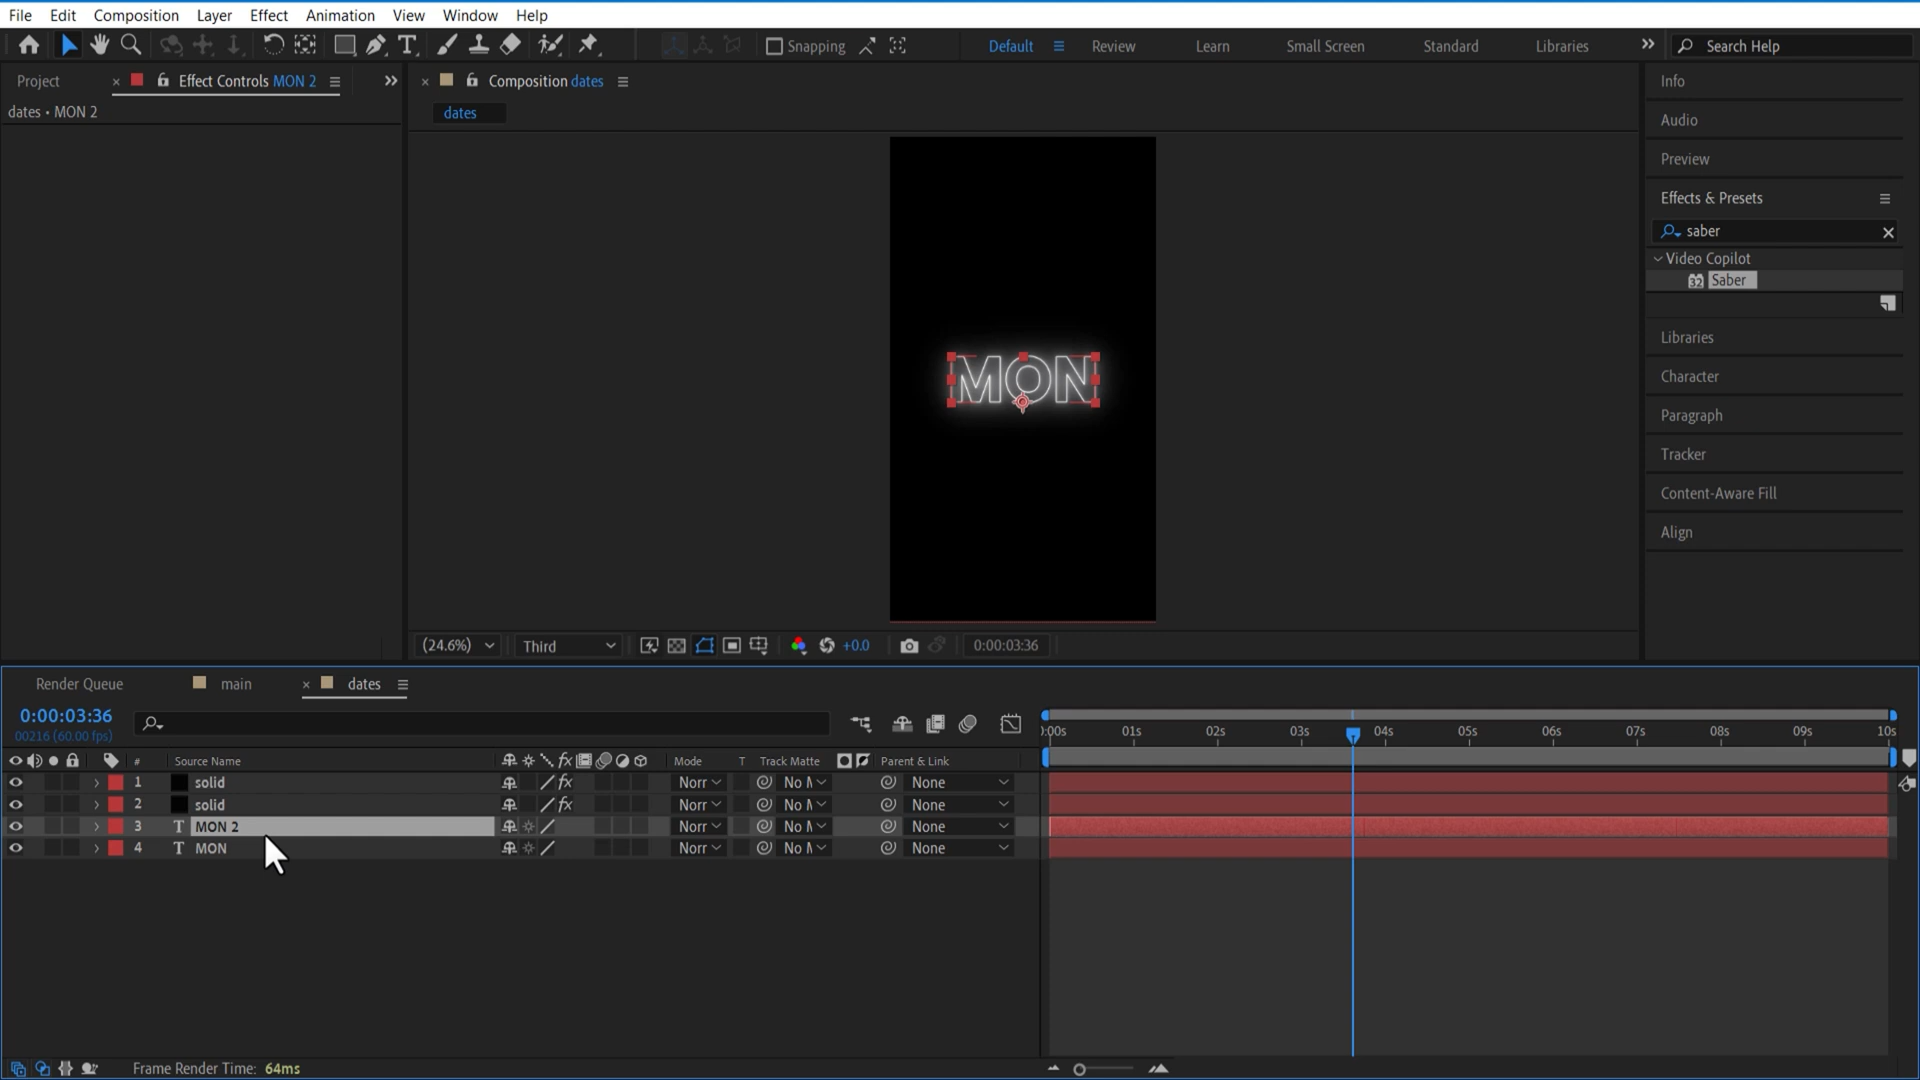 File Edit Composition Layer Effect Animation View Window Help
Snapping Default Review Learn Small Screen Standard Libraries Search Help
Project Effect Controls MON 2
dates • MON 2
Composition dates
dates
MON
(24.6%) Third +0.0 0:00:03:36
Info
Audio
Preview
Effects & Presets
saber
Video Copilot
32 Saber
Libraries
Character
Paragraph
Tracker
Content-Aware Fill
Align
Render Queue main dates
0:00:03:36
00216 (60.00 fps)
):00s 01s 02s 03s 04s 05s 06s 07s 08s 09s 10s
# Source Name fx Mode T Track Matte Parent & Link
1 solid fx Norr No M None
2 solid fx Norr No M None
3 T MON 2 Norr No M None
4 T MON Norr No M None
Frame Render Time: 64ms